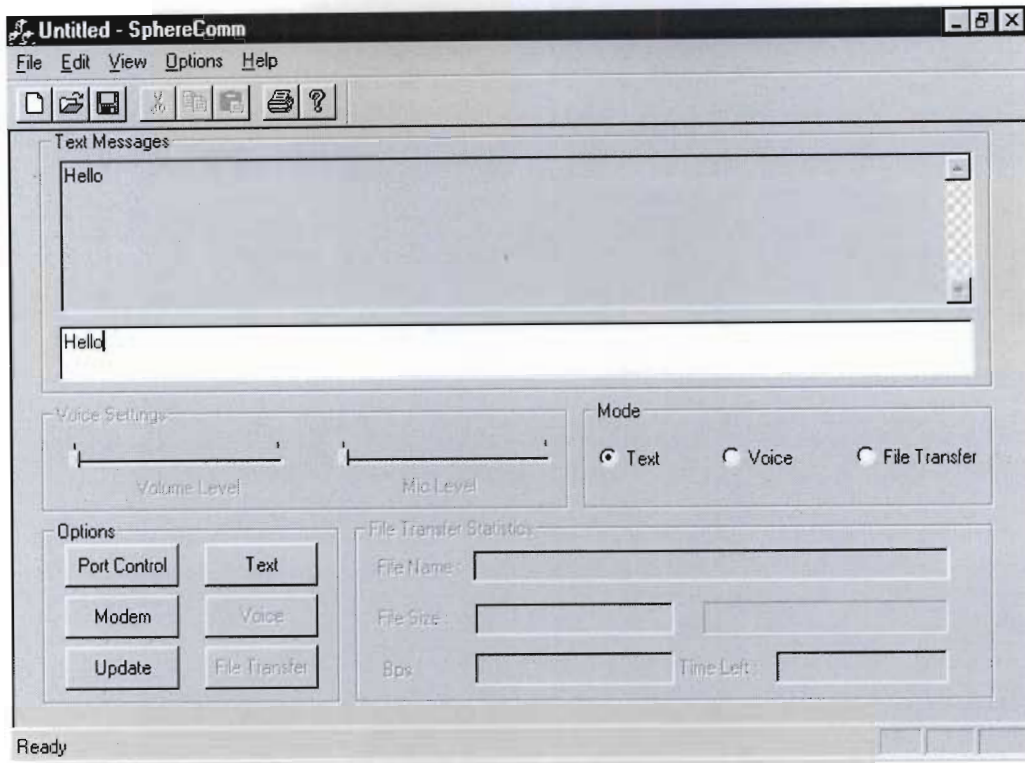 Untitled - SphereComm
File Edit View Options Help
Text Messages
Hello
Hello
Voice Settings
Volume Level Mic Level
Mode
Text Voice File Transfer
Options
Port Control Text
Modem Voice
Update File Transfer
File Transfer Statistics
File Name :
File Size :
Bps Time Left :
Ready